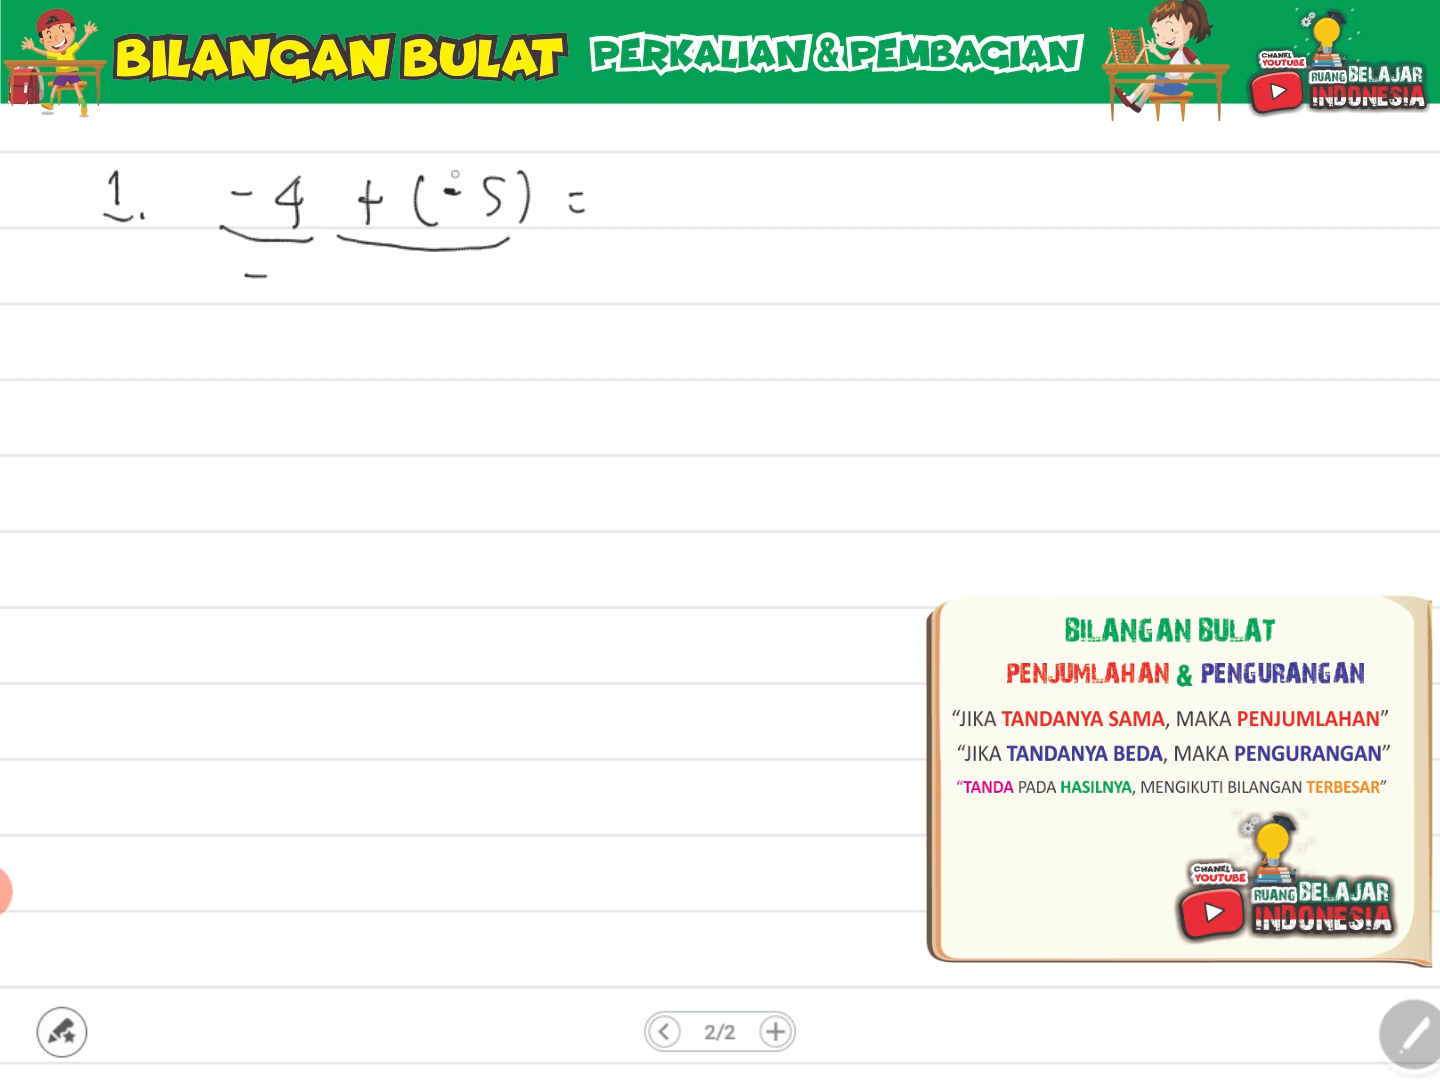 BILANGAN BULAT PERKALIAN & PEMBAGIAN
CHANEL YOUTUBE
RUANG BELAJAR
INDONESIA
1. -4 + (-5) =
-
BILANGAN BULAT
PENJUMLAHAN & PENGURANGAN
“JIKA TANDANYA SAMA, MAKA PENJUMLAHAN”
“JIKA TANDANYA BEDA, MAKA PENGURANGAN”
“TANDA PADA HASILNYA, MENGIKUTI BILANGAN TERBESAR”
CHANEL YOUTUBE
RUANG BELAJAR
INDONESIA
2/2